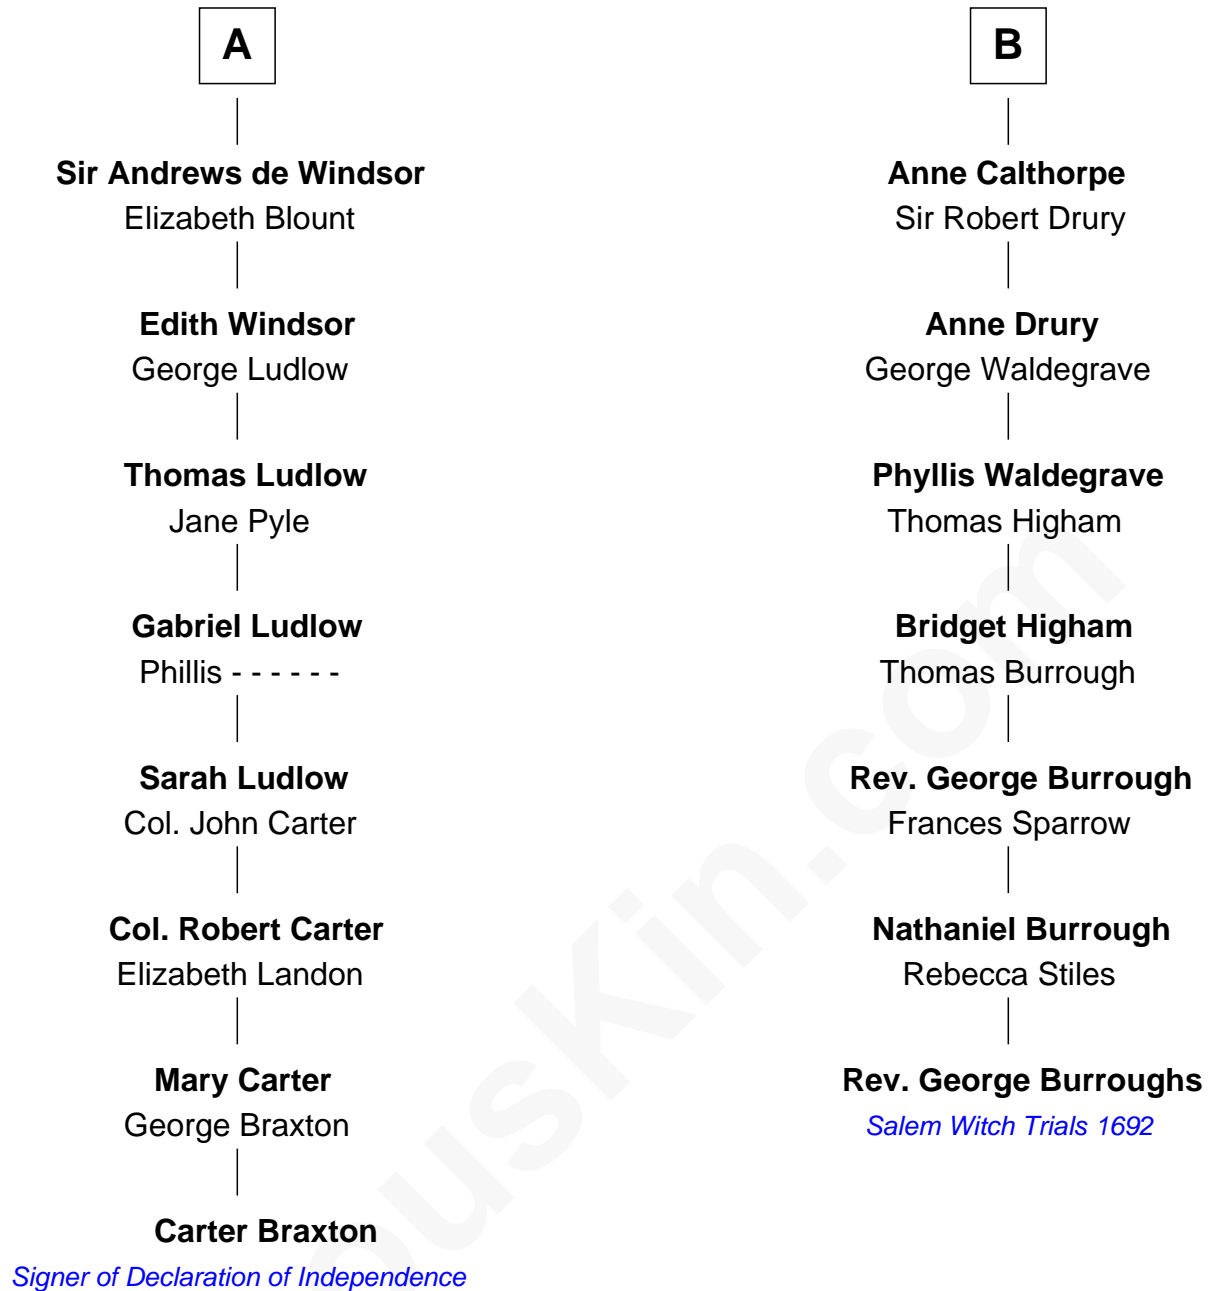 A
Sir Andrews de Windsor
Elizabeth Blount
Edith Windsor
George Ludlow
Thomas Ludlow
Jane Pyle
Gabriel Ludlow
Phillis - - - - - -
Sarah Ludlow
Col. John Carter
Col. Robert Carter
Elizabeth Landon
Mary Carter
George Braxton
Carter Braxton
Signer of Declaration of Independence
B
Anne Calthorpe
Sir Robert Drury
Anne Drury
George Waldegrave
Phyllis Waldegrave
Thomas Higham
Bridget Higham
Thomas Burrough
Rev. George Burrough
Frances Sparrow
Nathaniel Burrough
Rebecca Stiles
Rev. George Burroughs
Salem Witch Trials 1692
ousKin.com